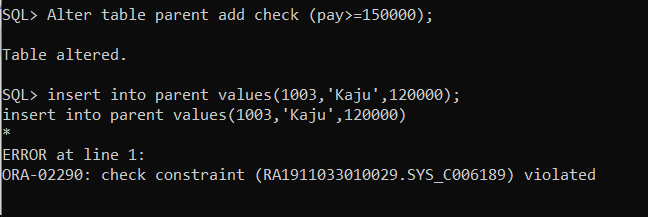 SQL> Alter table parent add check (pay>=150000);
Table altered.
SQL> insert into parent values(1003,'Kaju',120000);
insert into parent values(1003,'Kaju',120000)
*
ERROR at line 1:
ORA-02290: check constraint (RA1911033010029.SYS_C006189) violated